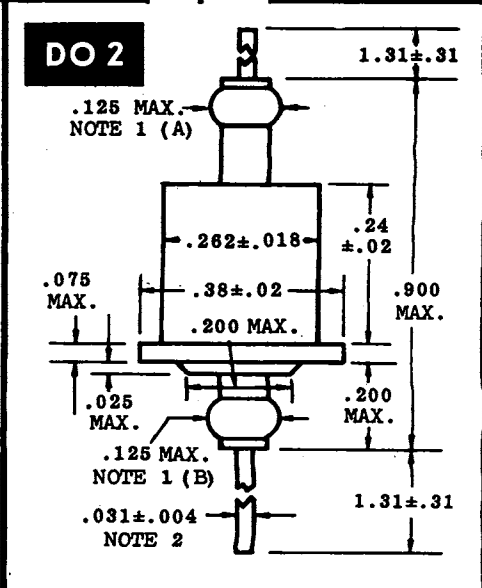 DO 2
1.31±.31
.125 MAX.
NOTE 1 (A)
.24
±.02
.262±.018
.075
MAX.
.38±.02
.900
MAX.
.200 MAX.
.025
MAX.
.200
MAX.
.125 MAX.
NOTE 1 (B)
1.31±.31
.031±.004
NOTE 2